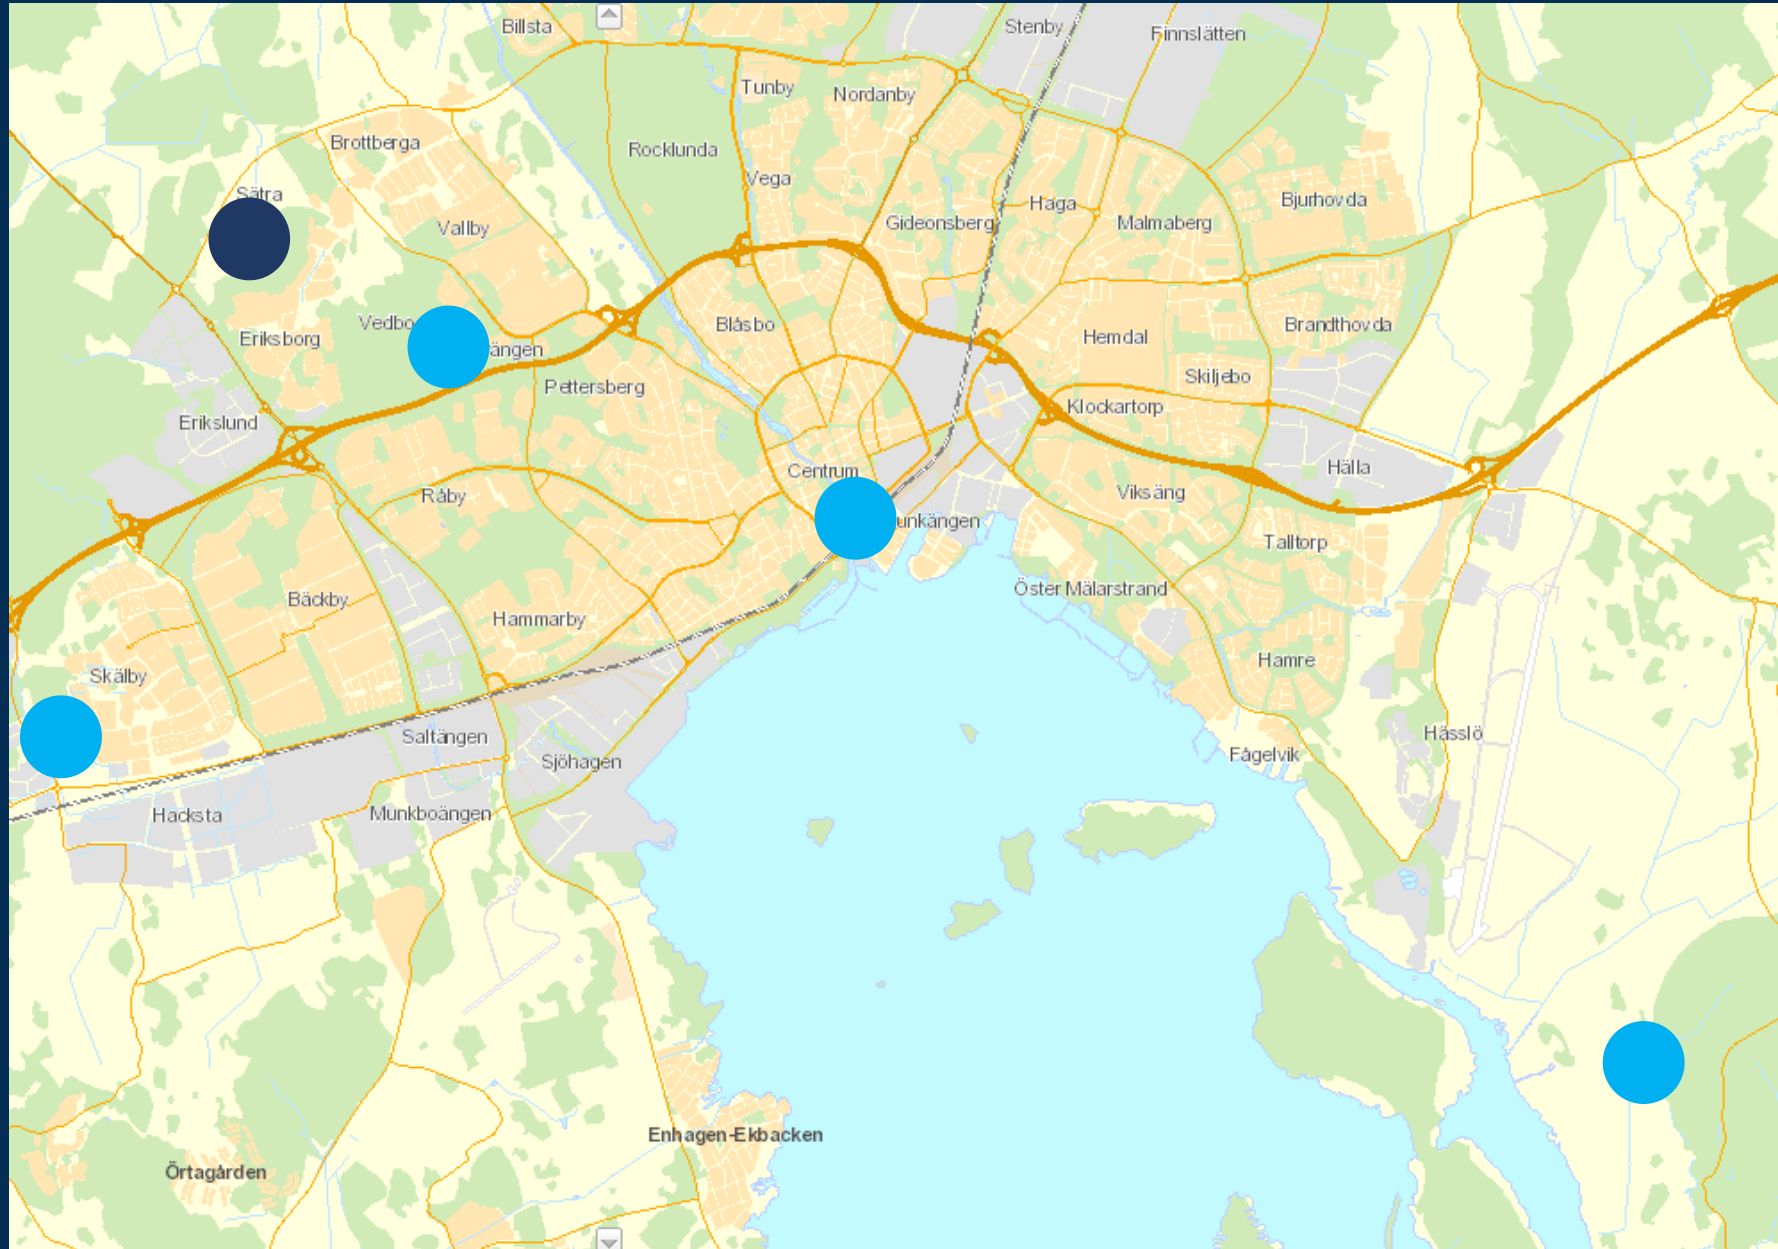 Billsta
Stenby
Finnslätten
Tunby
Nordanby
Brottberga
Rocklunda
Vega
Sätra
Vallby
Gideonsberg
Haga
Malmaberg
Bjurhovda
Vedbo
Eriksborg
ängen
Blåsbo
Hemdal
Brandthovda
Pettersberg
Skiljebo
Erikslund
Klockartorp
Centrum
Råby
Viksäng
Hälla
unkängen
Talltorp
Bäckby
Hammarby
Öster Mälarstrand
Skälby
Hamre
Saltängen
Sjöhagen
Hässlö
Fågelvik
Hacksta
Munkboängen
Enhagen-Ekbacken
Örtagården